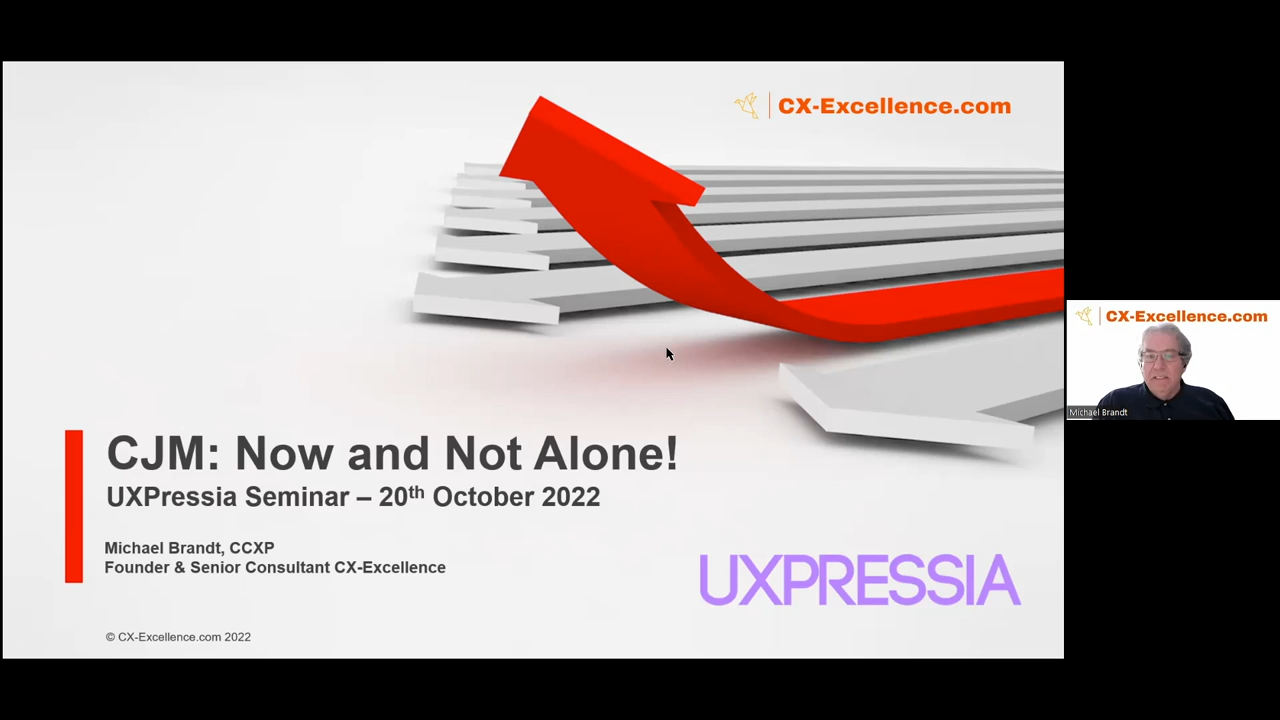 CX-Excellence.com
CJM: Now and Not Alone!
UXPressia Seminar – 20th October 2022
Michael Brandt, CCXP
Founder & Senior Consultant CX-Excellence
UXPRESSIA
© CX-Excellence.com 2022
CX-Excellence.com
Michael Brandt